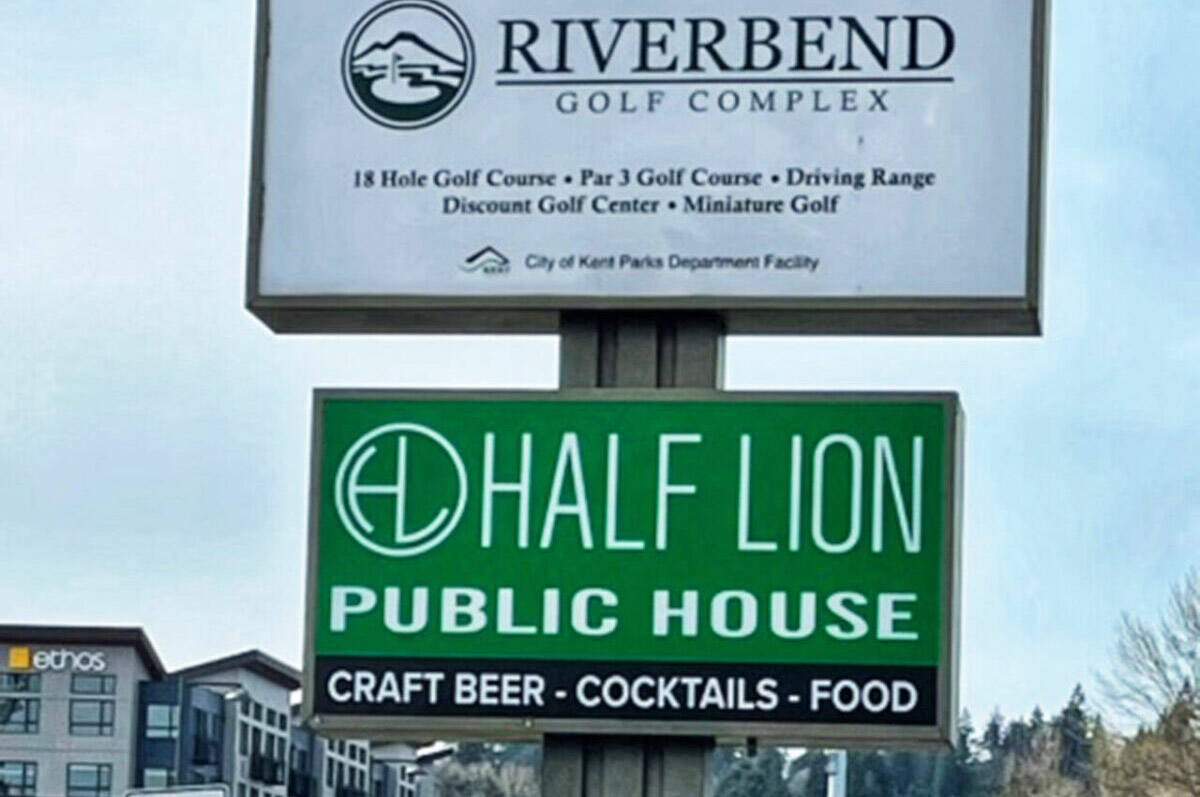 RIVERBEND
GOLF COMPLEX
18 Hole Golf Course • Par 3 Golf Course • Driving Range
Discount Golf Center • Miniature Golf
KENT
City of Kent Parks Department Facility
HL HALF LION
PUBLIC HOUSE
CRAFT BEER - COCKTAILS - FOOD
ethos